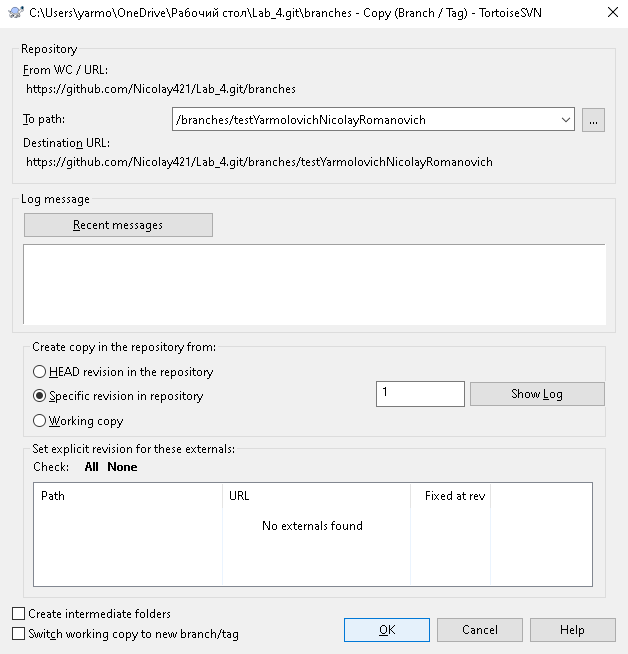 C:\Users\yarmo\OneDrive\Рабочий стол\Lab_4.git\branches - Copy (Branch / Tag) - TortoiseSVN
Repository
From WC / URL:
https://github.com/Nicolay421/Lab_4.git/branches
To path:
/branches/testYarmolovichNicolayRomanovich
...
Destination URL:
https://github.com/Nicolay421/Lab_4.git/branches/testYarmolovichNicolayRomanovich
Log message
Recent messages
Create copy in the repository from:
HEAD revision in the repository
Specific revision in repository
1
Show Log
Working copy
Set explicit revision for these externals:
Check: All None
Path URL Fixed at rev
No externals found
Create intermediate folders
Switch working copy to new branch/tag
OK Cancel Help